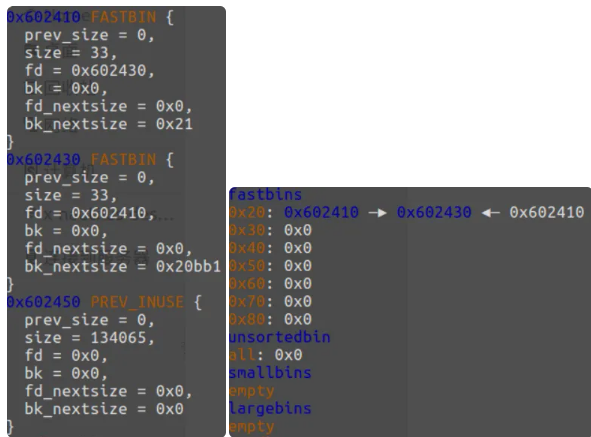 0x602410 FASTBIN {
  prev_size = 0,
  size = 33,
  fd = 0x602430,
  bk = 0x0,
  fd_nextsize = 0x0,
  bk_nextsize = 0x21
}
0x602430 FASTBIN {
  prev_size = 0,
  size = 33,
  fd = 0x602410,
  bk = 0x0,
  fd_nextsize = 0x0,
  bk_nextsize = 0x20bb1
}
0x602450 PREV_INUSE {
  prev_size = 0,
  size = 134065,
  fd = 0x0,
  bk = 0x0,
  fd_nextsize = 0x0,
  bk_nextsize = 0x0
}
fastbins
0x20: 0x602410 —▸ 0x602430 ◂— 0x602410
0x30: 0x0
0x40: 0x0
0x50: 0x0
0x60: 0x0
0x70: 0x0
0x80: 0x0
unsortedbin
all: 0x0
smallbins
empty
largebins
empty